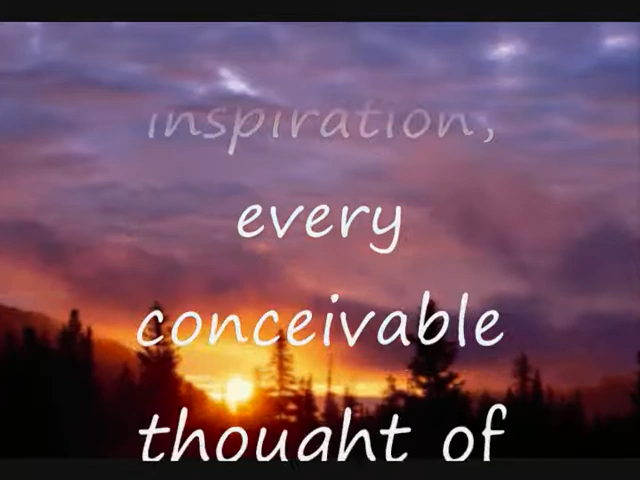 inspiration,
every
conceivable
thought of